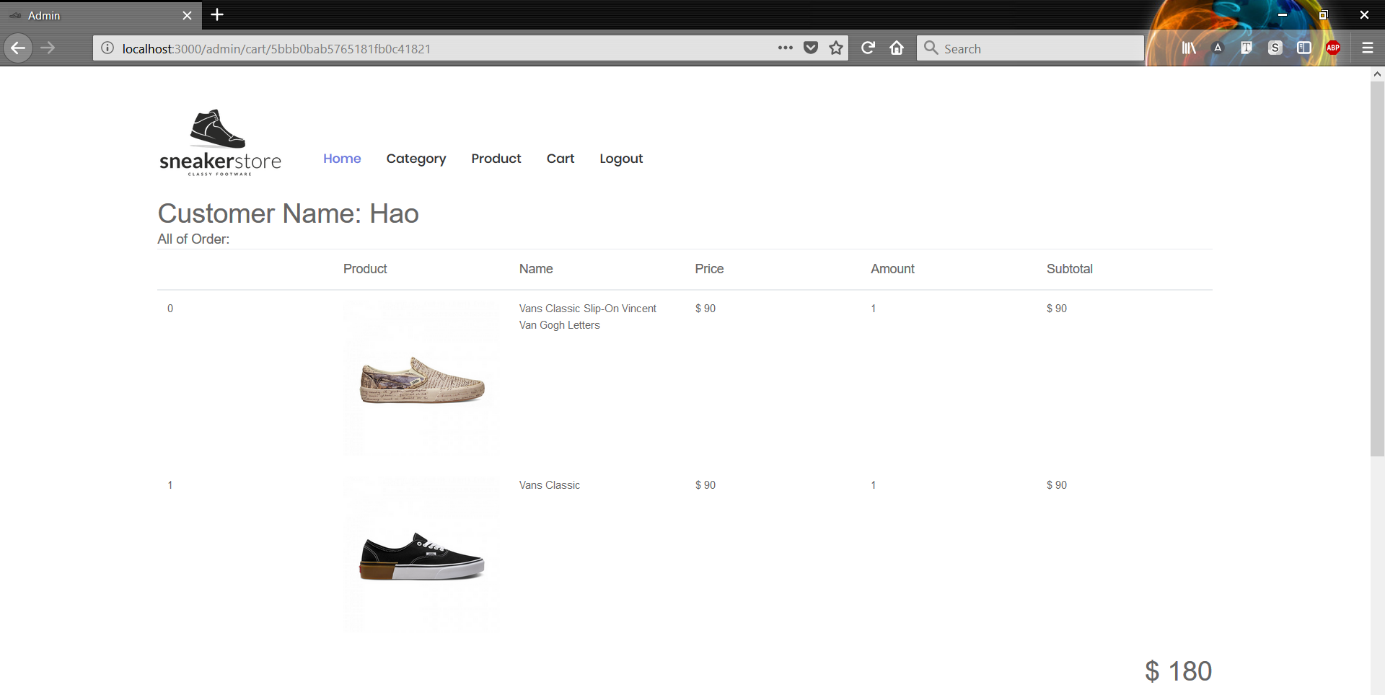 Admin
localhost:3000/admin/cart/5bbb0bab5765181fb0c41821
Search
A
T
S
ABP
sneakerstore
CLASSY FOOTWARE
Home Category Product Cart Logout
Customer Name: Hao
All of Order:
Product Name Price Amount Subtotal
0 Vans Classic Slip-On Vincent $ 90 1 $ 90
Van Gogh Letters
1 Vans Classic $ 90 1 $ 90
$ 180